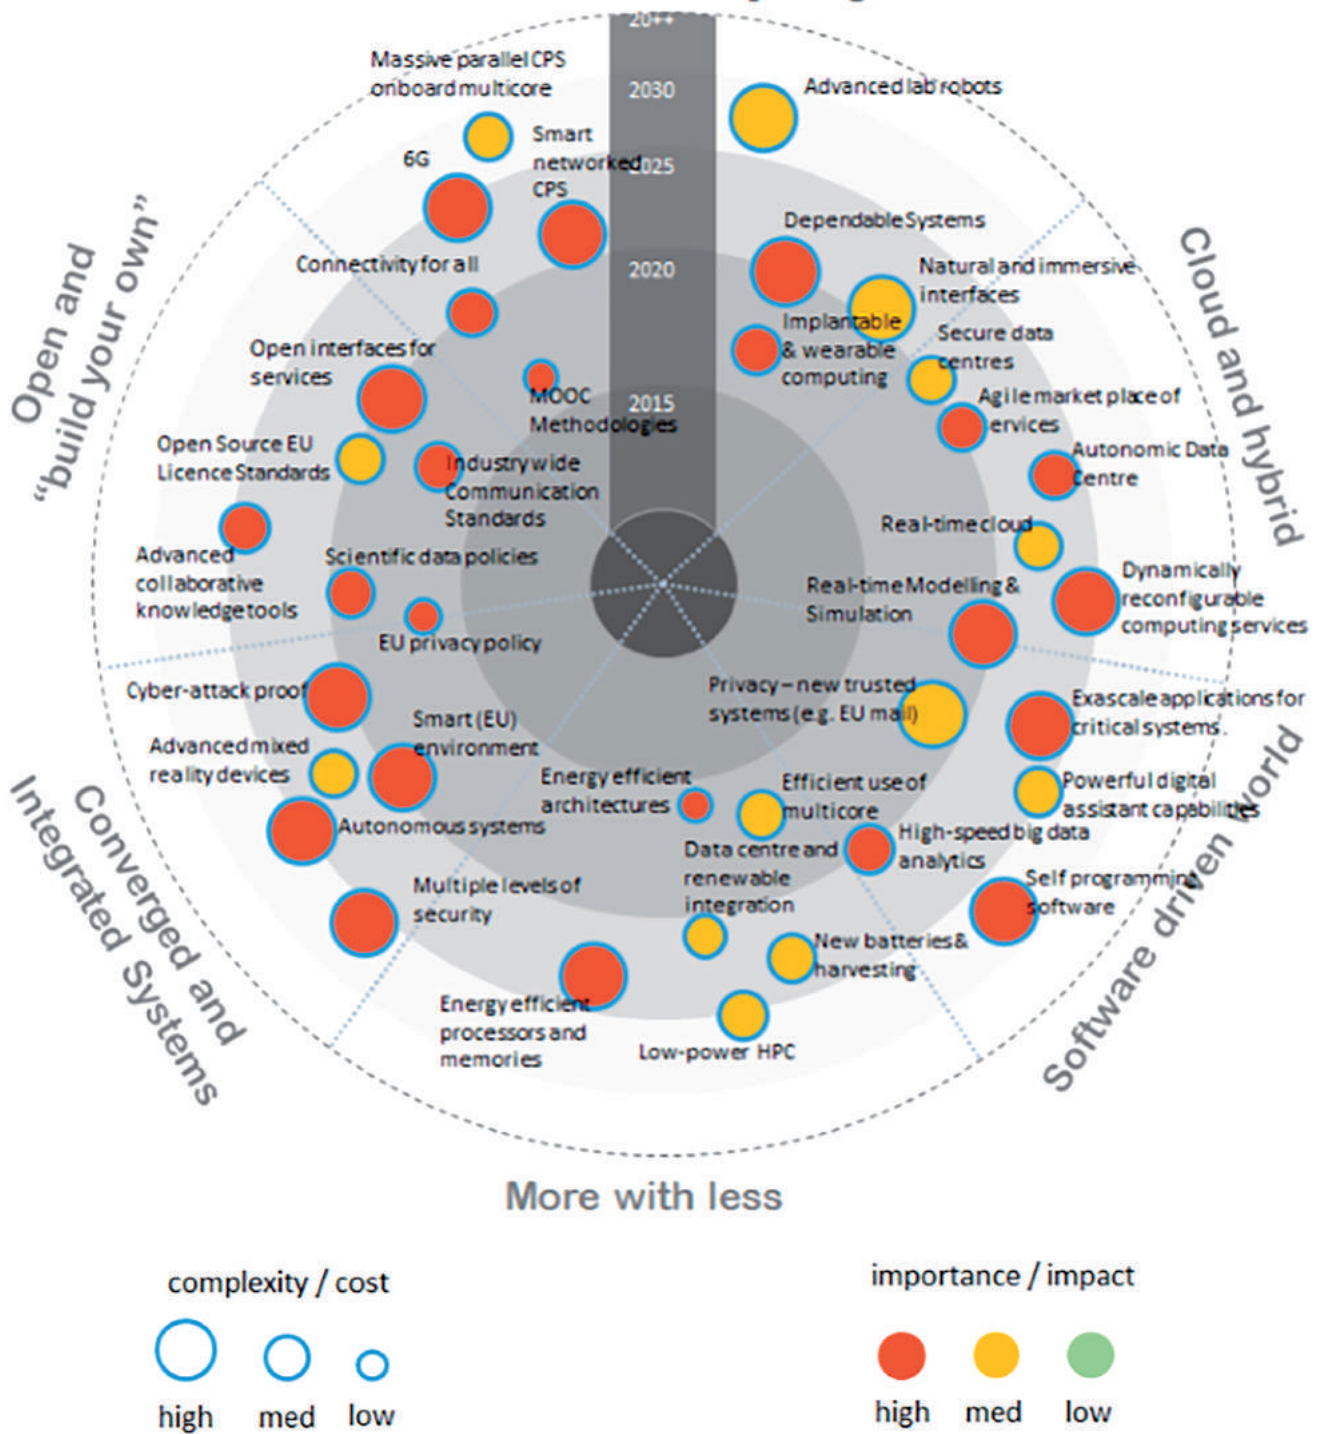 20++
Massive parallel CPS
onboard multicore
2030
Advanced lab robots
Smart
networked
CPS
6G
2025
Dependable Systems
Connectivity for all
2020
Natural and immersive
interfaces
Implantable
& wearable
computing
Secure data
centres
Open interfaces for
services
MOOC
Methodologies
2015
Agile market place of
ervices
Open Source EU
Licence Standards
Industry wide
Communication
Standards
Autonomic Data
Centre
Open and
"build your own"
Cloud and hybrid
Real-time cloud
Advanced
collaborative
knowledge tools
Scientific data policies
Real-time Modelling &
Simulation
Dynamically
reconfigurable
computing services
EU privacy policy
Cyber-attack proof
Privacy – new trusted
systems (e.g. EU mail)
Exascale applications for
critical systems.
Smart (EU)
environment
Advanced mixed
reality devices
Energy efficient
architectures
Efficient use of
multicore
Powerful digital
assistant capabilities
Autonomous systems
High-speed big data
analytics
Data centre and
renewable
integration
Multiple levels of
security
Self programming
software
New batteries &
harvesting
Energy efficient
processors and
memories
Low-power HPC
Converged and
Integrated Systems
Software driven world
More with less
complexity / cost
high med low
importance / impact
high med low